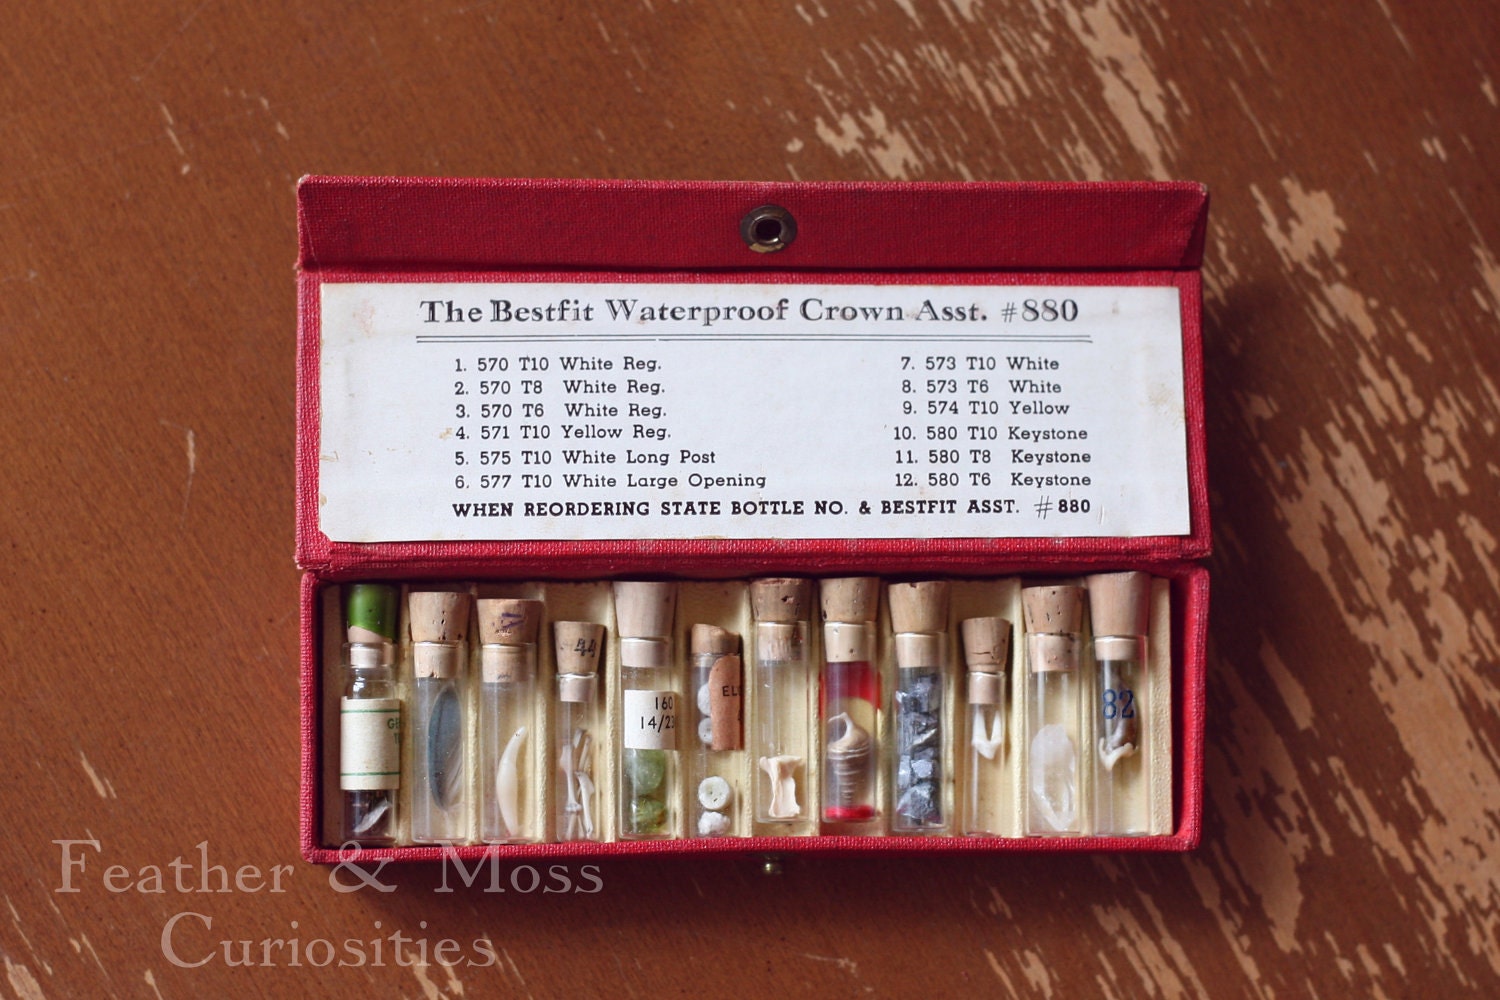 The Bestfit Waterproof Crown Asst. #880
1. 570 T10 White Reg.
2. 570 T8 White Reg.
3. 570 T6 White Reg.
4. 571 T10 Yellow Reg.
5. 575 T10 White Long Post
6. 577 T10 White Large Opening
7. 573 T10 White
8. 573 T6 White
9. 574 T10 Yellow
10. 580 T10 Keystone
11. 580 T8 Keystone
12. 580 T6 Keystone
WHEN REORDERING STATE BOTTLE NO. & BESTFIT ASST. #880
44
160
14/23
82
Feather & Moss
Curiosities